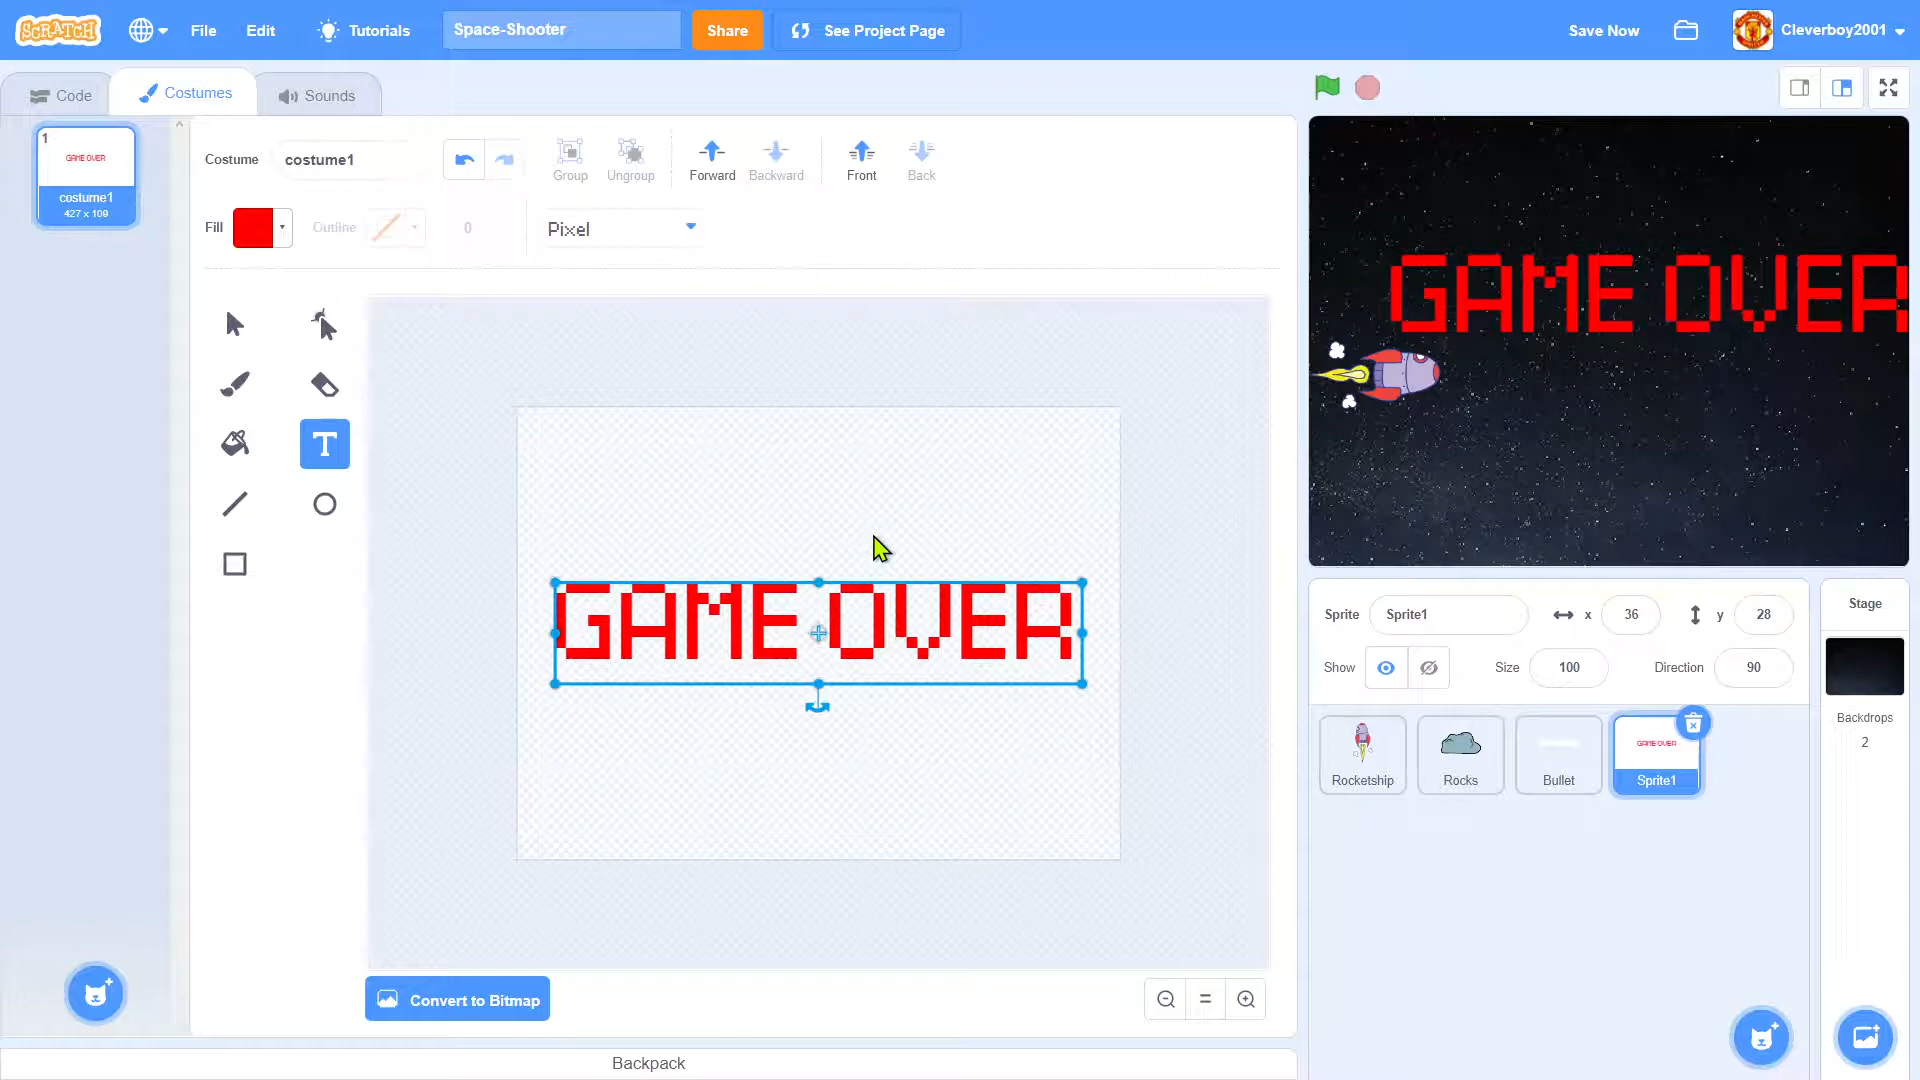 SCRATCH File Edit Tutorials Space-Shooter Share See Project Page Save Now Cleverboy2001
Code Costumes Sounds
1
GAME OVER
costume1
427 x 109
Costume costume1 Group Ungroup Forward Backward Front Back
Fill Outline 0 Pixel
T
GAME OVER
Convert to Bitmap
Backpack
GAME OVER
Sprite Sprite1 x 36 y 28
Show Size 100 Direction 90
Rocketship Rocks Bullet
GAME OVER
Sprite1
Stage
Backdrops
2